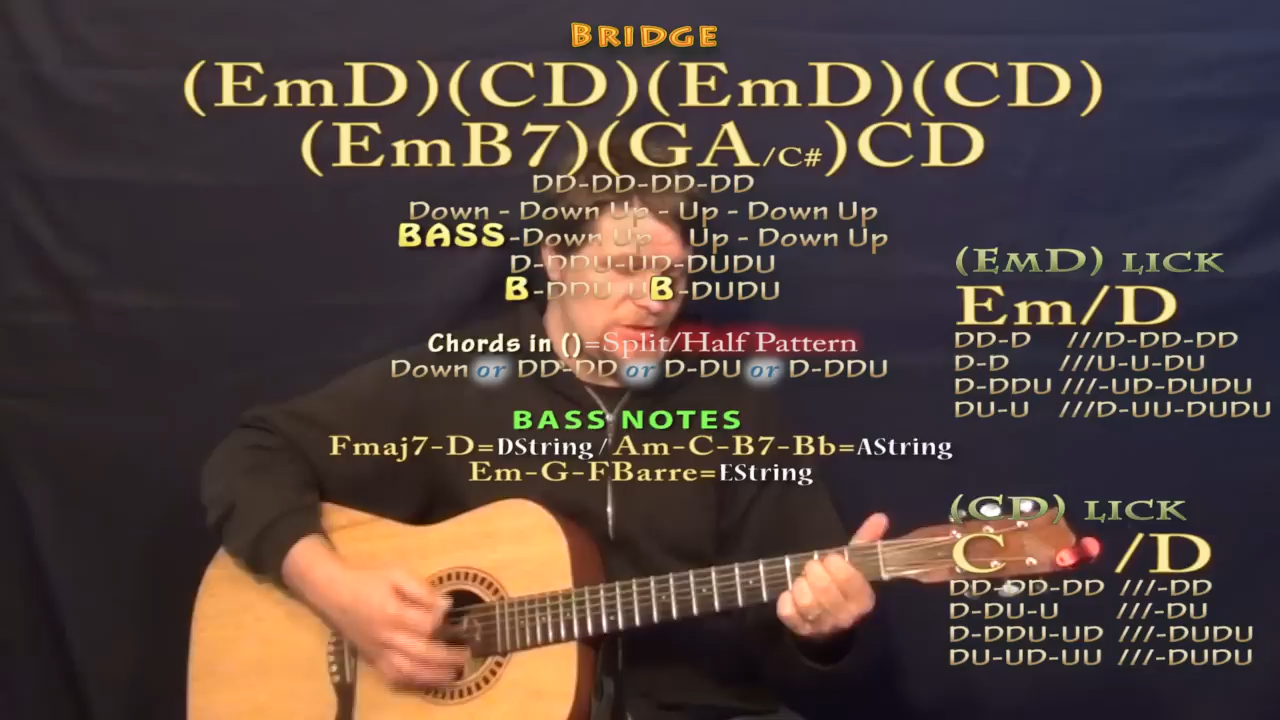 BRIDGE
(EmD)(CD)(EmD)(CD)
(EmB7)(GA/C#)CD
DD-DD-DD-DD
Down - Down Up - Up - Down Up
BASS-Down Up Up - Down Up
D-DDU-UD-DUDU
B-DDU-UB-DUDU
Chords in ()=Split/Half Pattern
Down or DD-DD or D-DU or D-DDU
BASS NOTES
Fmaj7-D=DString / Am-C-B7-Bb=AString
Em-G-FBarre=EString
(EmD) LICK
Em/D
DD-D ///D-DD-DD
D-D ///U-U-DU
D-DDU ///-UD-DUDU
DU-U ///D-UU-DUDU
(CD) LICK
C /D
DD-DD-DD ///-DD
D-DU-U ///-DU
D-DDU-UD ///-DUDU
DU-UD-UU ///-DUDU